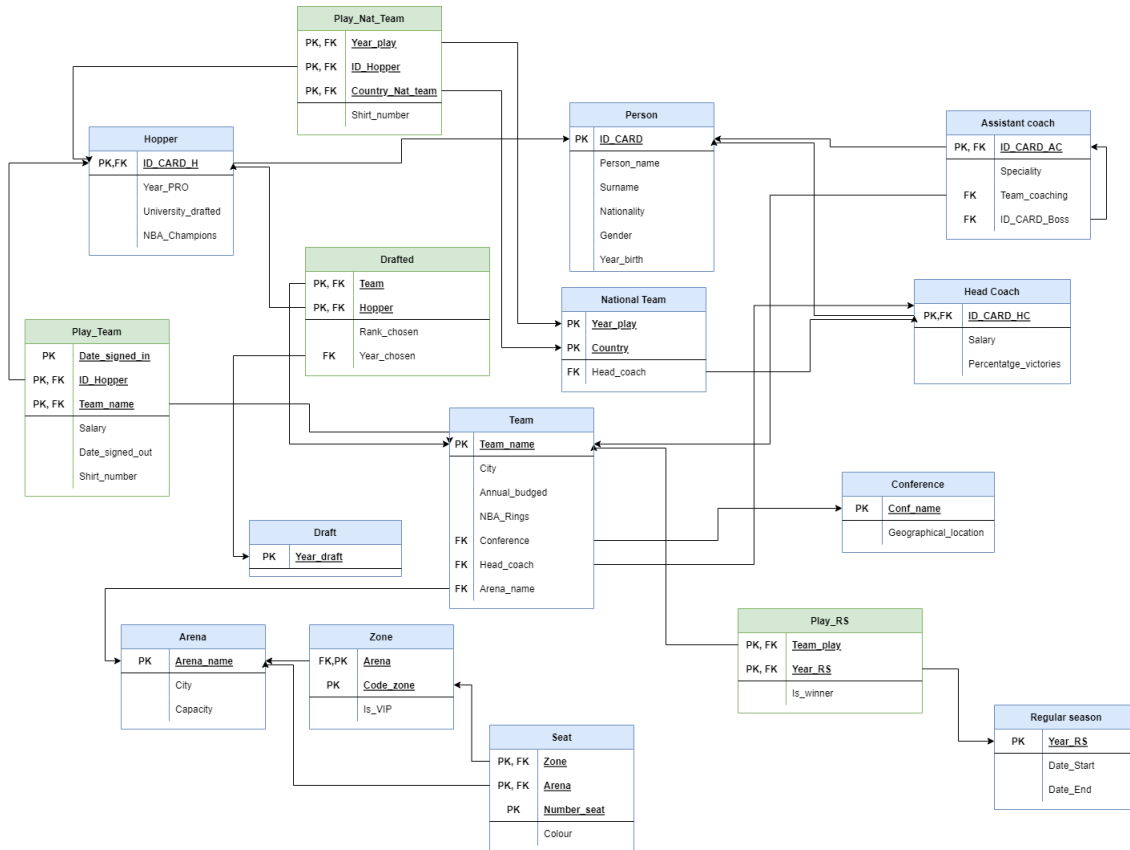 Play_Nat_Team
PK, FK Year_play
PK, FK ID_Hopper
PK, FK Country_Nat_team
Shirt_number
Person
PK ID_CARD
Person_name
Surname
Nationality
Gender
Year_birth
Assistant coach
PK, FK ID_CARD_AC
Speciality
FK Team_coaching
FK ID_CARD_Boss
Hopper
PK,FK ID_CARD_H
Year_PRO
University_drafted
NBA_Champions
Drafted
PK, FK Team
PK, FK Hopper
Rank_chosen
FK Year_chosen
National Team
PK Year_play
PK Country
FK Head_coach
Head Coach
PK,FK ID_CARD_HC
Salary
Percentatge_victories
Play_Team
PK Date_signed_in
PK, FK ID_Hopper
PK, FK Team_name
Salary
Date_signed_out
Shirt_number
Team
PK Team_name
City
Annual_budged
NBA_Rings
FK Conference
FK Head_coach
FK Arena_name
Conference
PK Conf_name
Geographical_location
Draft
PK Year_draft
Arena
PK Arena_name
City
Capacity
Zone
FK,PK Arena
PK Code_zone
Is_VIP
Play_RS
PK, FK Team_play
PK, FK Year_RS
Is_winner
Seat
PK, FK Zone
PK, FK Arena
PK Number_seat
Colour
Regular season
PK Year_RS
Date_Start
Date_End